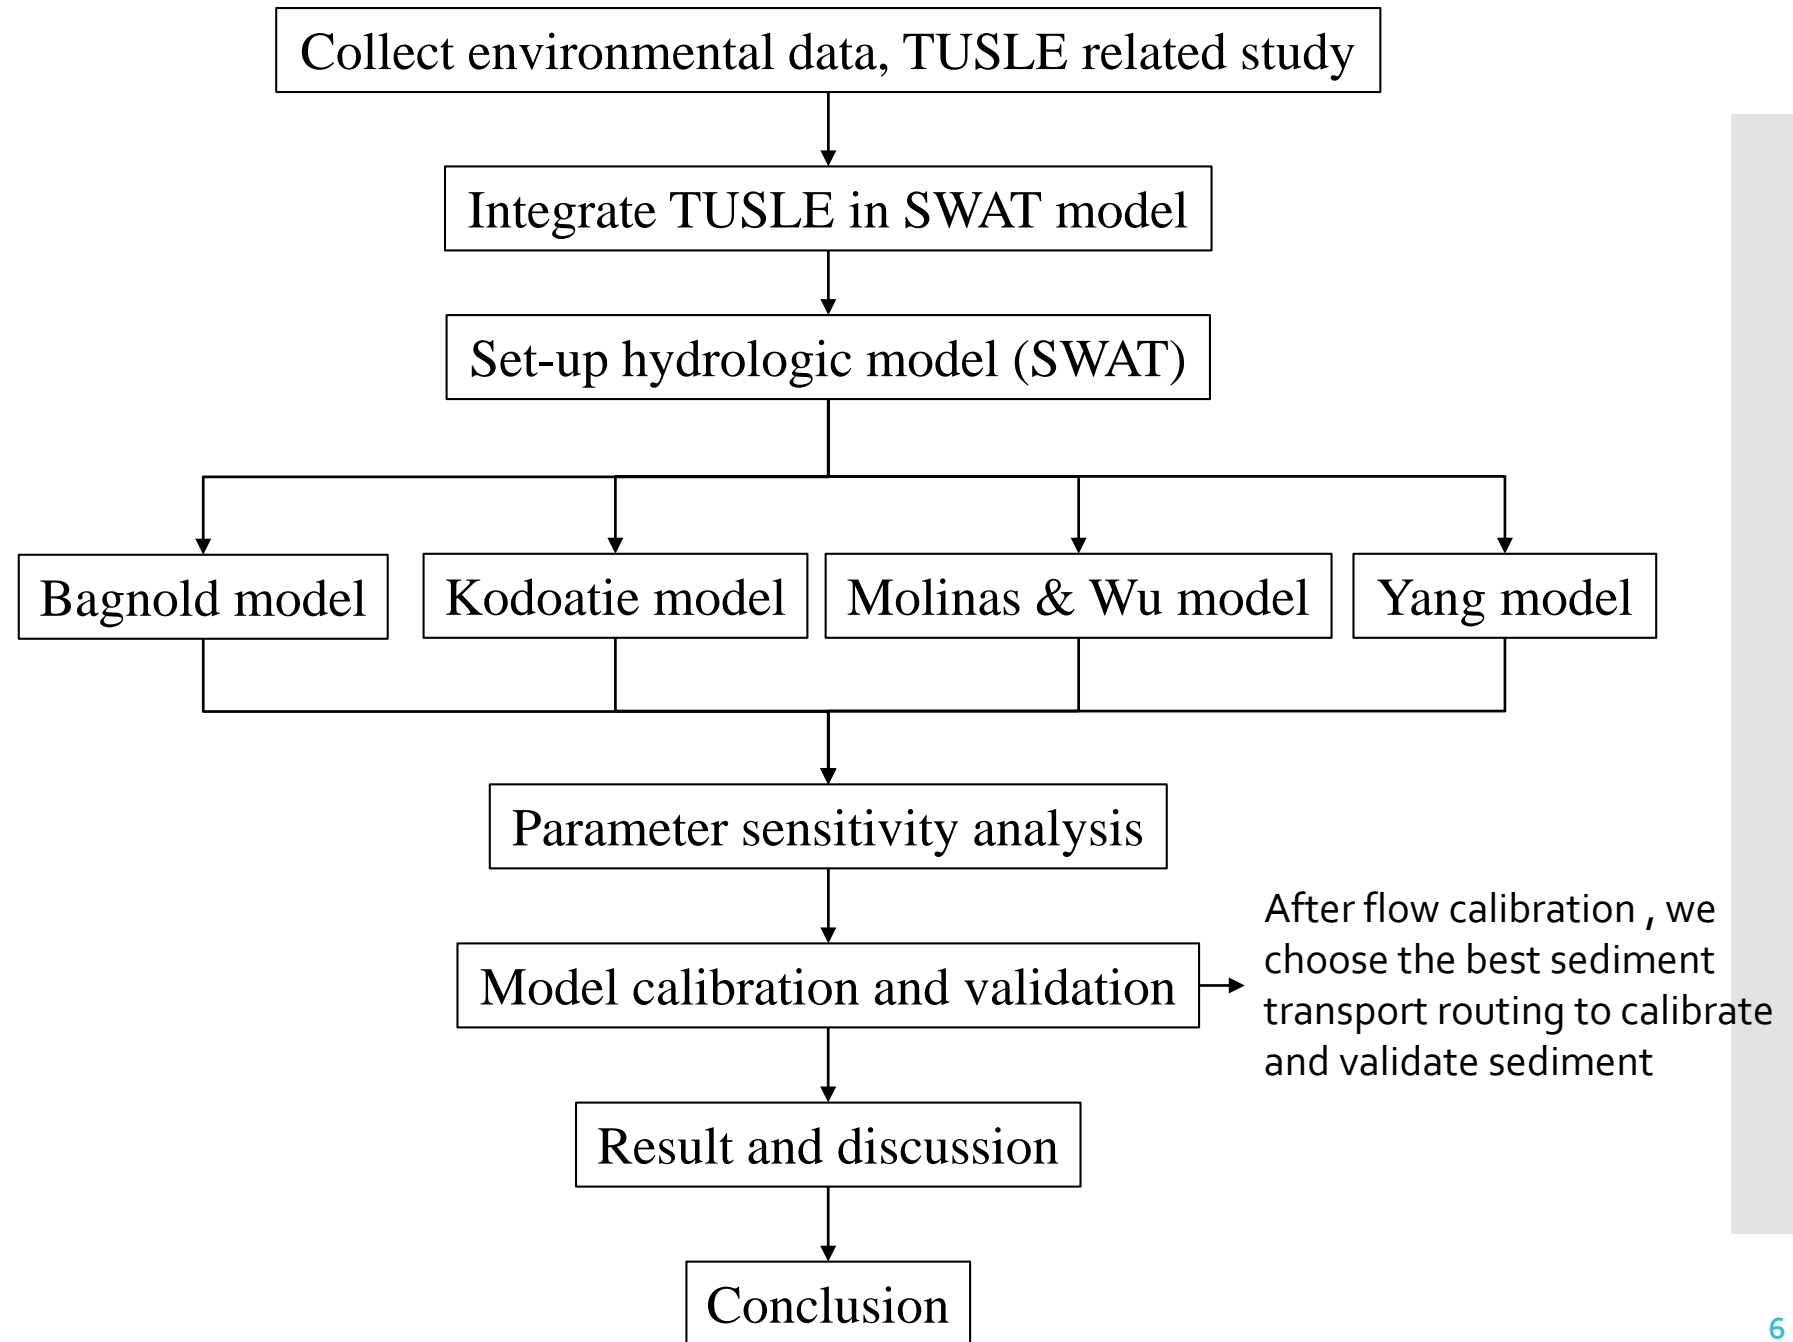 Collect environmental data, TUSLE related study
Integrate TUSLE in SWAT model
Set-up hydrologic model (SWAT)
Bagnold model
Kodoatie model
Molinas & Wu model
Yang model
Parameter sensitivity analysis
Model calibration and validation
After flow calibration , we
choose the best sediment
transport routing to calibrate
and validate sediment
Result and discussion
Conclusion
6